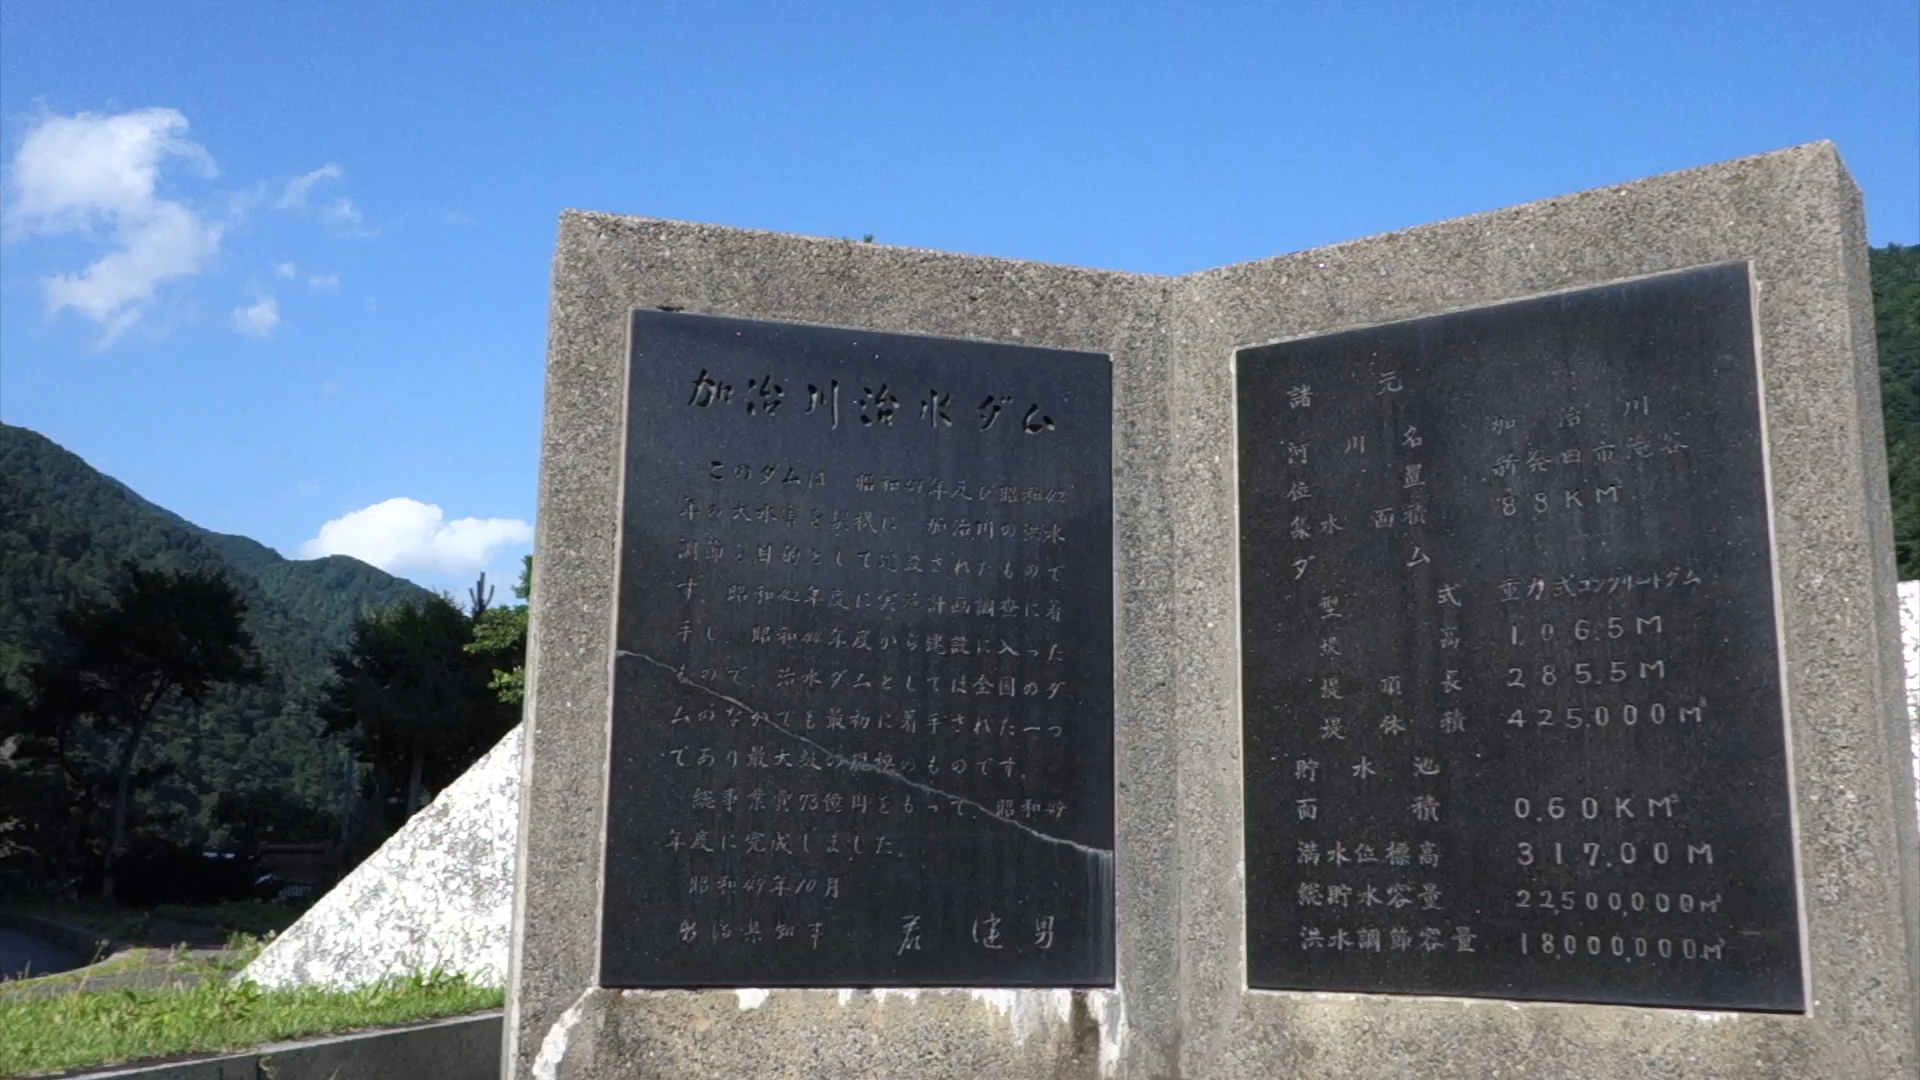 加治川治水ダム
このダムは 昭和41年及び昭和42
年の大水害を契機に 加治川の洪水
調節を目的として建設されたもので
す。昭和42年度に実施計画調査に着
手し、昭和44年度から建設に入った
もので、治水ダムとしては全国のダ
ムのなかでも最初に着手された一つ
であり最大級の規模のものです。
総事業費73億円をもって、昭和49
年度に完成しました。
昭和49年10月
新潟県知事 君 健男
諸元
河川名 加治川
位置 新発田市滝谷
集水面積 88KM²
ダム
型式 重力式コンクリートダム
堤高 106.5M
堤頂長 285.5M
堤体積 425,000M³
貯水池
面積 0.60KM²
満水位標高 317.00M
総貯水容量 22,500,000M³
洪水調節容量 18,000,000M³